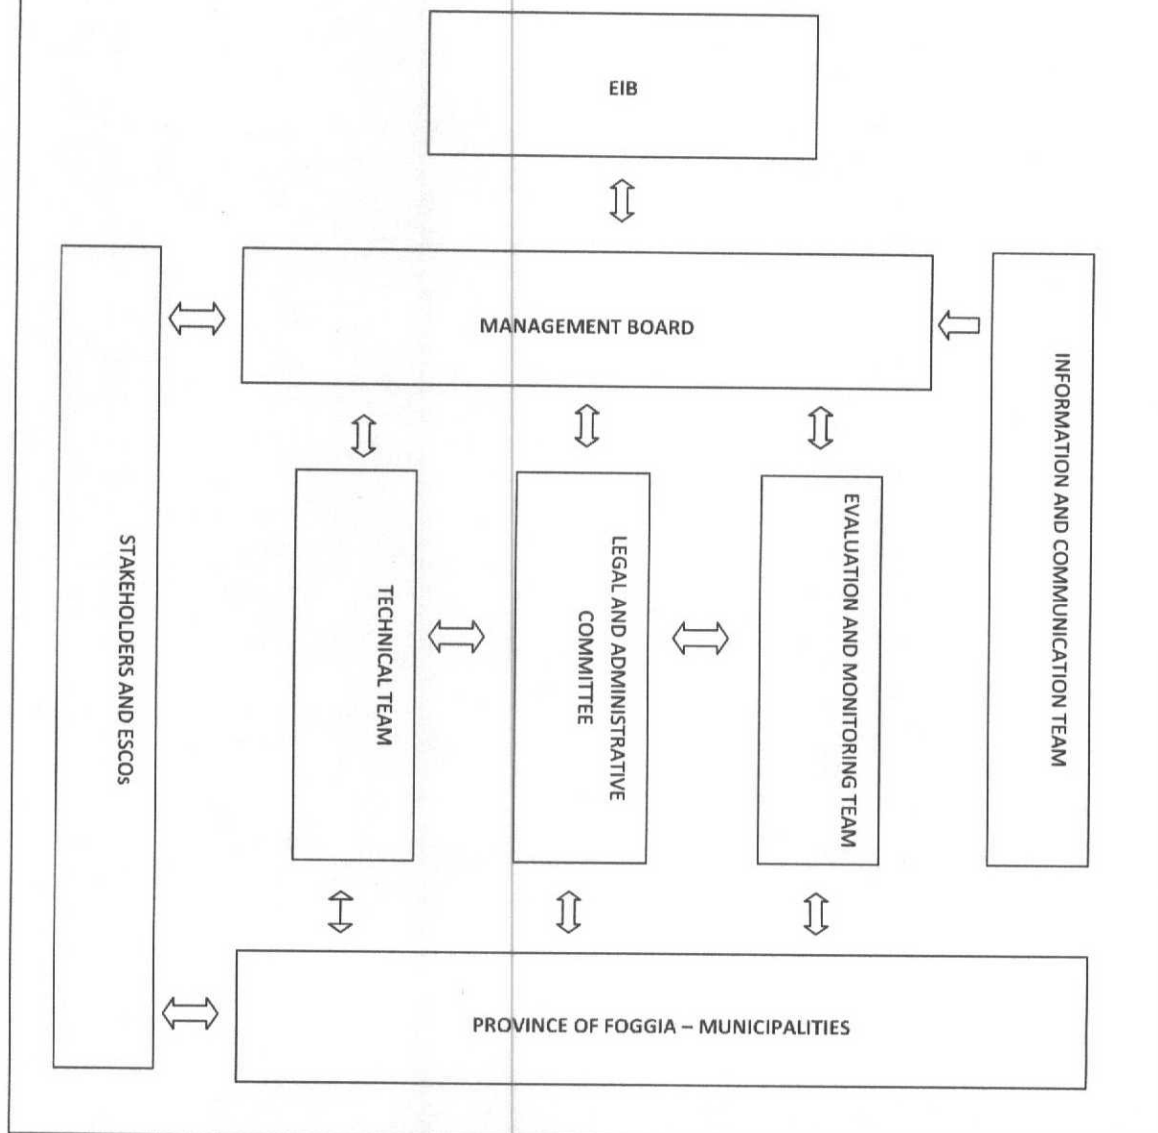 EIB
MANAGEMENT BOARD
STAKEHOLDERS AND ESCOs
TECHNICAL TEAM
LEGAL AND ADMINISTRATIVE
COMMITTEE
EVALUATION AND MONITORING TEAM
INFORMATION AND COMMUNICATION TEAM
PROVINCE OF FOGGIA – MUNICIPALITIES